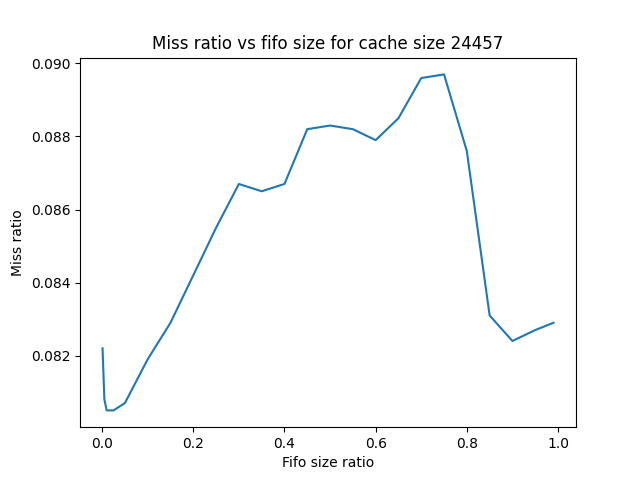 Miss ratio vs fifo size for cache size 24457
0.090
0.088
0.086
0.084
0.082
Miss ratio
0.0 0.2 0.4 0.6 0.8 1.0
Fifo size ratio